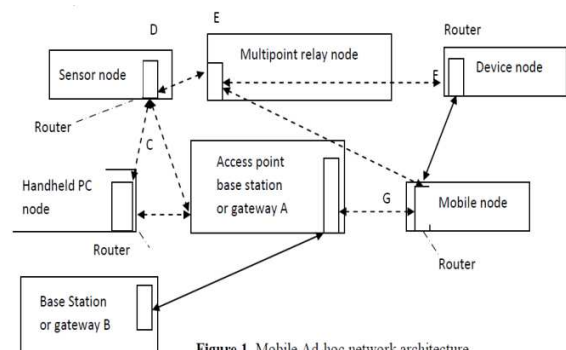 E
D
Router
Multipoint relay node
Sensor node
F
Device node
Router
C
Access point
base station
or gateway A
Handheld PC
node
G
Mobile node
Router
Router
Base Station
or gateway B
Figure 1. Mobile Ad-hoc network architecture